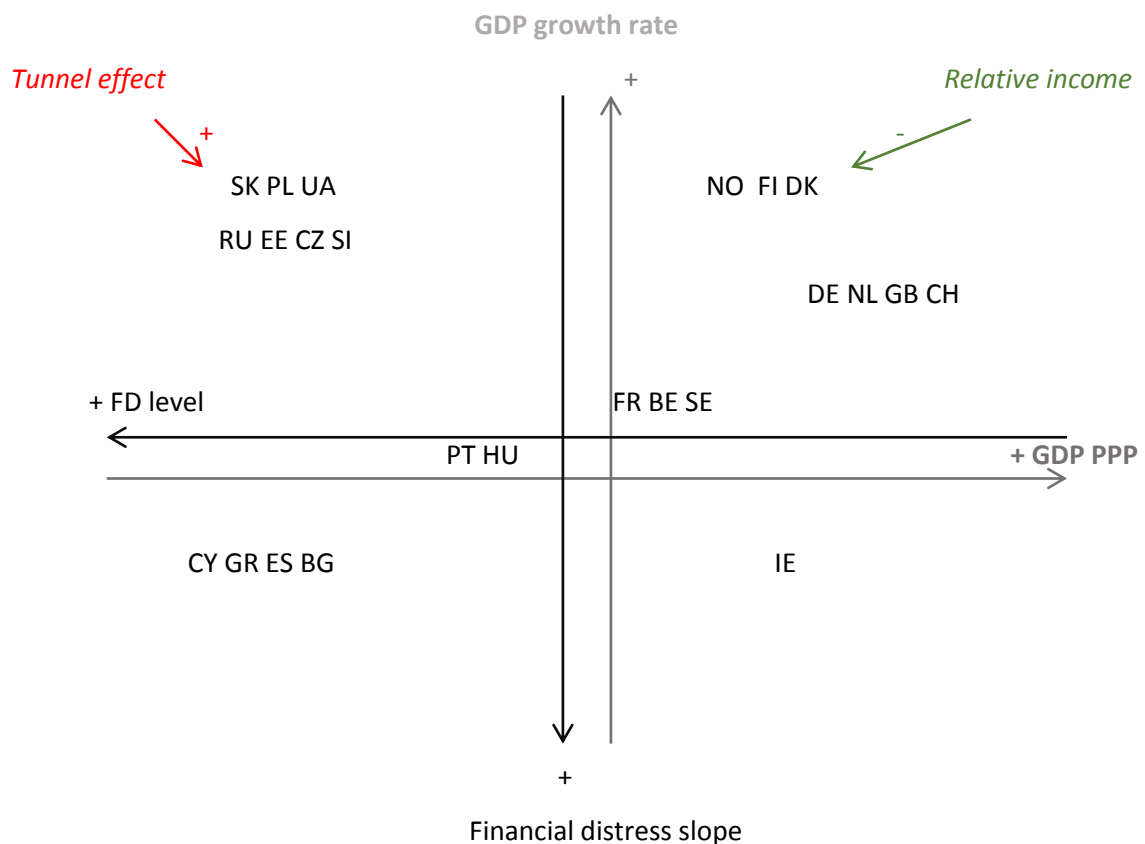 GDP growth rate
Tunnel effect
+
Relative income
+
-
SK PL UA
NO FI DK
RU EE CZ SI
DE NL GB CH
+ FD level
FR BE SE
PT HU
+ GDP PPP
CY GR ES BG
IE
+
Financial distress slope